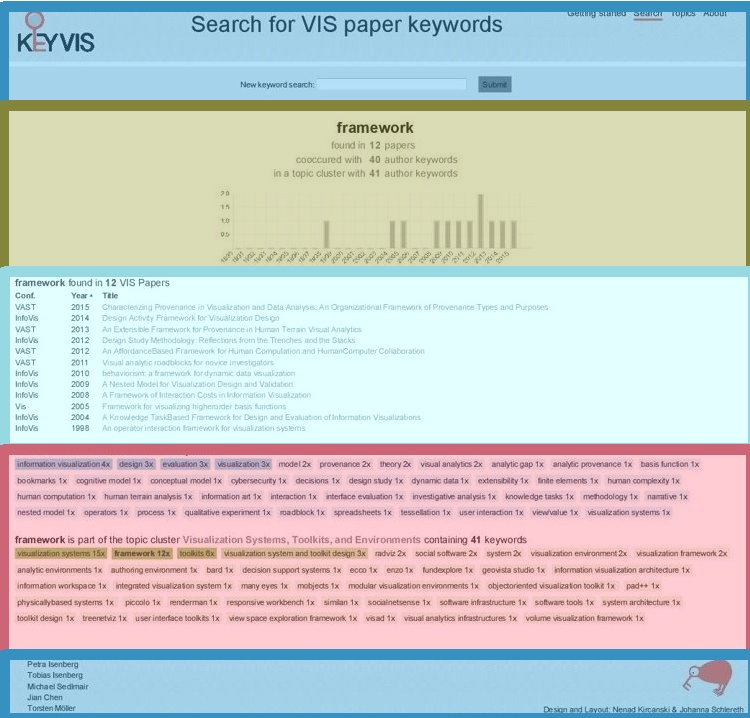 Getting started Search Topics About
Search for VIS paper keywords
KEYVIS
New keyword search: Submit
framework
found in 12 papers
cooccured with 40 author keywords
in a topic cluster with 41 author keywords
2.0
1.5
1.0
0.5
framework found in 12 VIS Papers
Conf. Year Title
VAST 2015 Characterizing Provenance in Visualization and Data Analysis: An Organizational Framework of Provenance Types and Purposes
InfoVis 2014 Design Activity Framework for Visualization Design
VAST 2013 An Extensible Framework for Provenance in Human Terrain Visual Analytics
InfoVis 2012 Design Study Methodology: Reflections from the Trenches and the Stacks
VAST 2012 An AffordanceBased Framework for Human Computation and HumanComputer Collaboration
VAST 2011 Visual analytic roadblocks for novice investigators
InfoVis 2010 behaviorism: a framework for dynamic data visualization
InfoVis 2009 A Nested Model for Visualization Design and Validation
InfoVis 2008 A Framework of Interaction Costs in Information Visualization
Vis 2005 Framework for visualizing higherorder basis functions
InfoVis 2004 A Knowledge TaskBased Framework for Design and Evaluation of Information Visualizations
InfoVis 1998 An operator interaction framework for visualization systems
information visualization 4x design 3x evaluation 3x visualization 3x model 2x provenance 2x theory 2x visual analytics 2x analytic gap 1x analytic provenance 1x basis function 1x
bookmarks 1x cognitive model 1x conceptual model 1x cybersecurity 1x decisions 1x design study 1x dynamic data 1x extensibility 1x finite elements 1x human complexity 1x
human computation 1x human terrain analysis 1x information art 1x interaction 1x interface evaluation 1x investigative analysis 1x knowledge tasks 1x methodology 1x narrative 1x
nested model 1x operators 1x process 1x qualitative experiment 1x roadblock 1x spreadsheets 1x tessellation 1x user interaction 1x view/value 1x visualization systems 1x
framework is part of the topic cluster Visualization Systems, Toolkits, and Environments containing 41 keywords
visualization systems 15x framework 12x toolkits 6x visualization system and toolkit design 3x radviz 2x social software 2x system 2x visualization environment 2x visualization framework 2x
analytic environments 1x authoring environment 1x bard 1x decision support systems 1x ecco 1x enzo 1x fundexplore 1x geovista studio 1x information visualization architecture 1x
information workspace 1x integrated visualization system 1x many eyes 1x mobjects 1x modular visualization environments 1x objectoriented visualization toolkit 1x pad++ 1x
physicallybased systems 1x piccolo 1x renderman 1x responsive workbench 1x similan 1x socialnetsense 1x software infrastructure 1x software tools 1x system architecture 1x
toolkit design 1x treenetviz 1x user interface toolkits 1x view space exploration framework 1x visad 1x visual analytics infrastructures 1x volume visualization framework 1x
Petra Isenberg
Tobias Isenberg
Michael Sedlmair
Jian Chen
Torsten Möller
Design and Layout: Nenad Kircanski & Johanna Schlereth